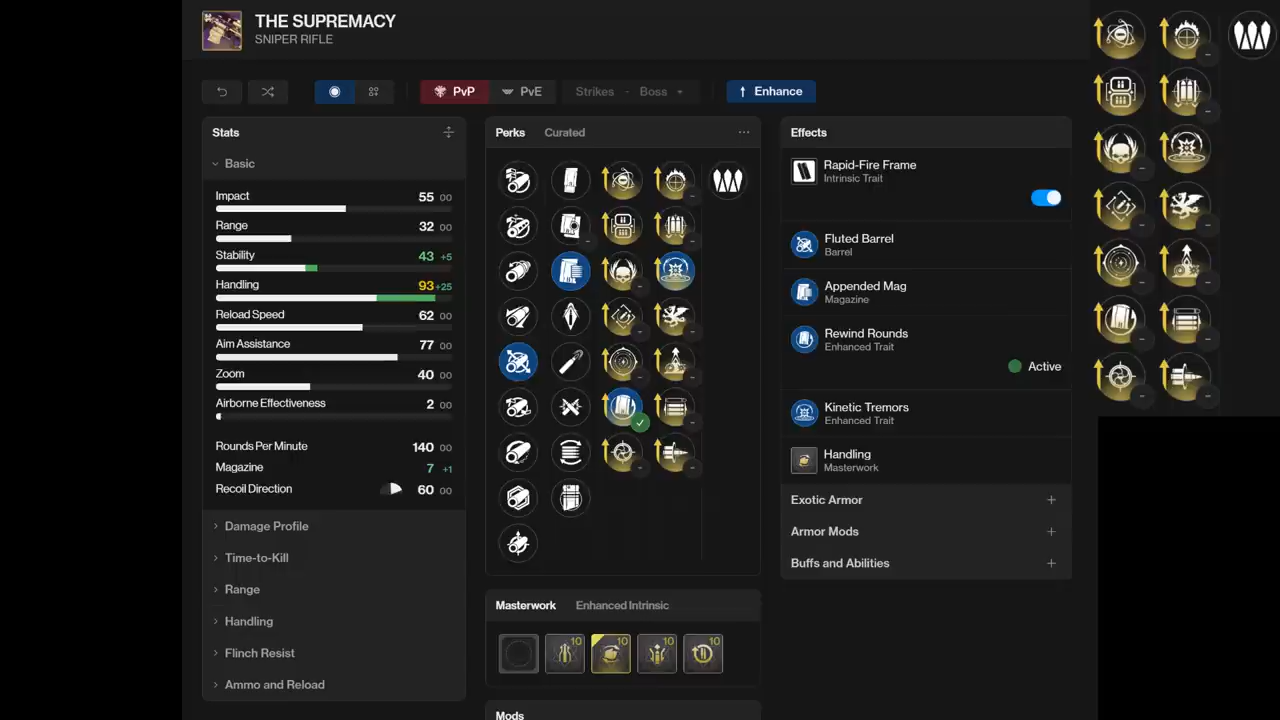 THE SUPREMACY
SNIPER RIFLE
PvP
PvE
Strikes - Boss
Enhance
Stats
Basic
Impact 55 00
Range 32 00
Stability 43 +5
Handling 93 +25
Reload Speed 62 00
Aim Assistance 77 00
Zoom 40 00
Airborne Effectiveness 2 00
Rounds Per Minute 140 00
Magazine 7 +1
Recoil Direction 60 00
Damage Profile
Time-to-Kill
Range
Handling
Flinch Resist
Ammo and Reload
Perks Curated
Masterwork Enhanced Intrinsic
10 10 10 10
Mods
Effects
Rapid-Fire Frame
Intrinsic Trait
Fluted Barrel
Barrel
Appended Mag
Magazine
Rewind Rounds
Enhanced Trait
Active
Kinetic Tremors
Enhanced Trait
Handling
Masterwork
Exotic Armor
Armor Mods
Buffs and Abilities